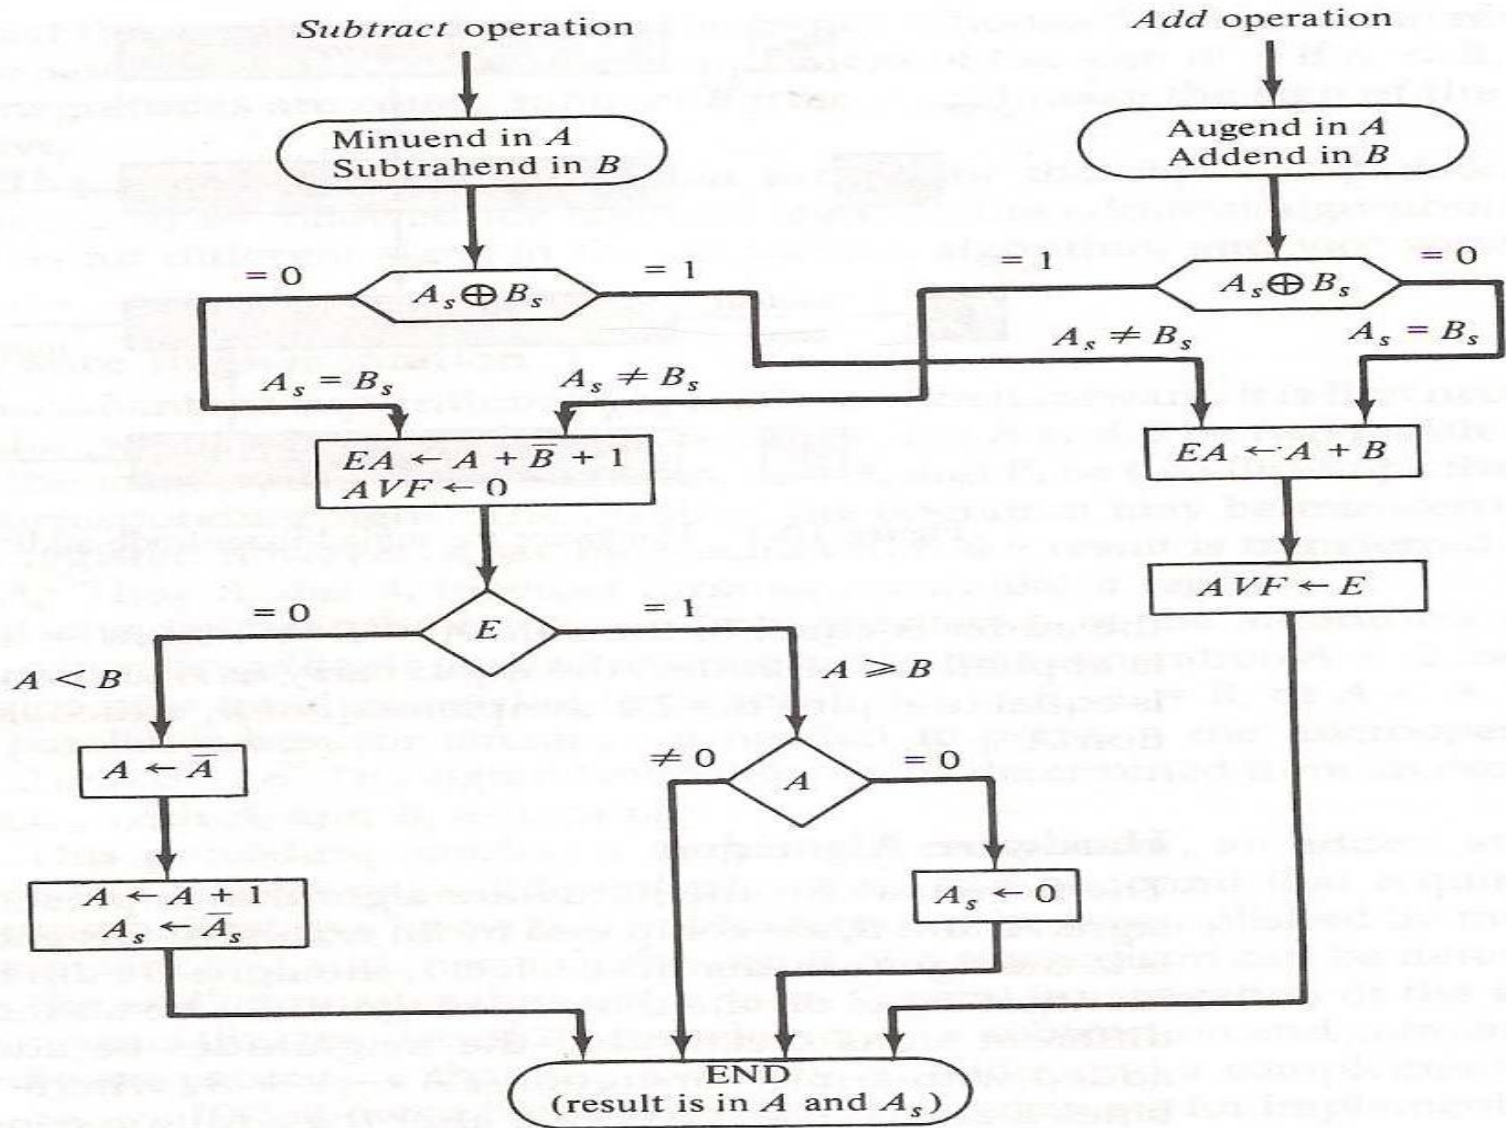 Subtract operation
Add operation
Minuend in A
Subtrahend in B
Augend in A
Addend in B
= 0
A_s ⊕ B_s
= 1
= 1
A_s ⊕ B_s
= 0
A_s = B_s
A_s ≠ B_s
A_s ≠ B_s
A_s = B_s
EA ← A + B̅ + 1
AVF ← 0
EA ← A + B
AVF ← E
= 0
E
= 1
A < B
A ⩾ B
A ← A̅
≠ 0
A
= 0
A ← A + 1
A_s ← A̅_s
A_s ← 0
END
(result is in A and A_s)